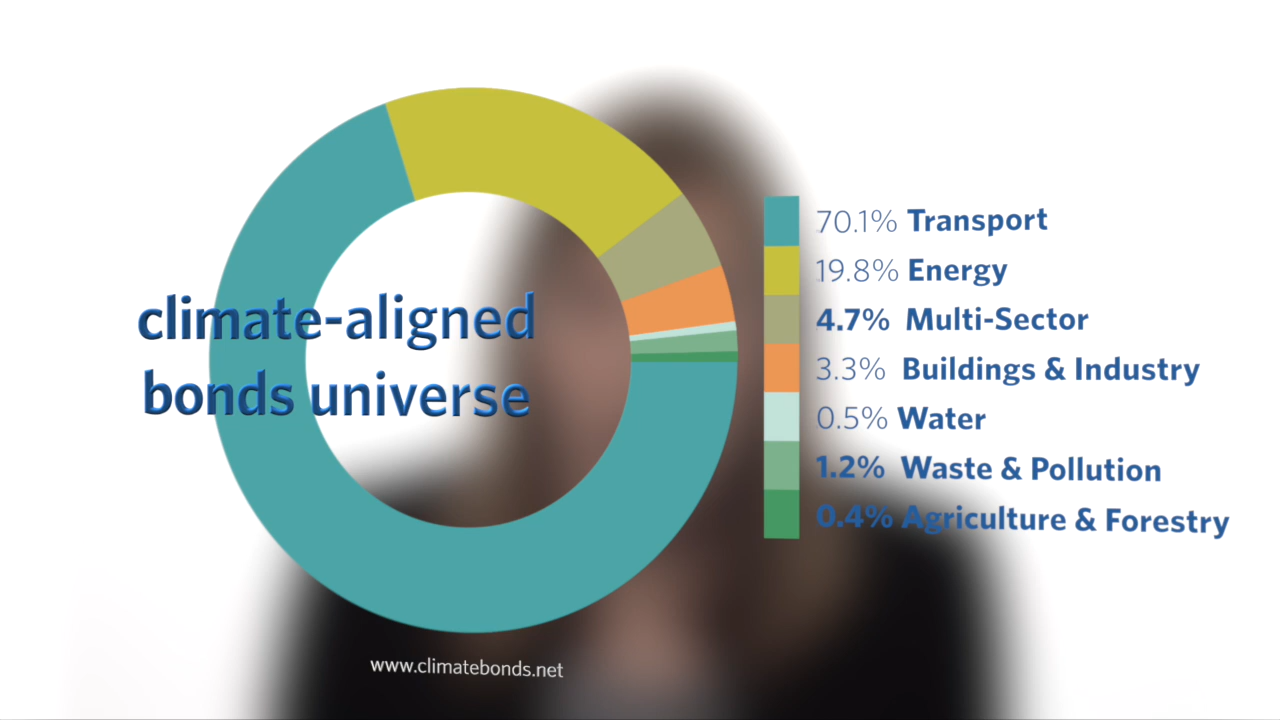 climate-aligned
bonds universe
70.1% Transport
19.8% Energy
4.7% Multi-Sector
3.3% Buildings & Industry
0.5% Water
1.2% Waste & Pollution
0.4% Agriculture & Forestry
www.climatebonds.net